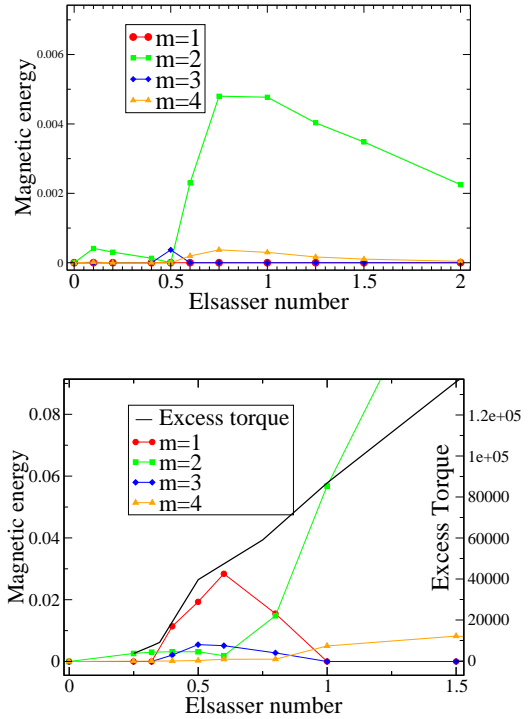 0.006
0.004
0.002
0
Magnetic energy
m=1
m=2
m=3
m=4
0 0.5 1 1.5 2
Elsasser number
0.08
0.06
0.04
0.02
0
Magnetic energy
Excess torque
m=1
m=2
m=3
m=4
1.2e+05
1e+05
80000
60000
40000
20000
0
Excess Torque
0 0.5 1 1.5
Elsasser number